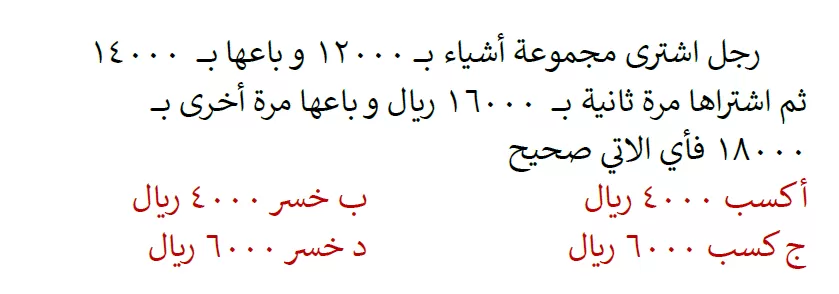 رجل اشترى مجموعة أشياء بـ ١٢٠٠٠ و باعها بـ ١٤٠٠٠
ثم اشتراها مرة ثانية بـ ١٦٠٠٠ ريال و باعها مرة أخرى بـ
١٨٠٠٠ فأي الاتي صحيح
أ كسب ٤٠٠٠ ريال ب خسر ٤٠٠٠ ريال
ج كسب ٦٠٠٠ ريال د خسر ٦٠٠٠ ريال